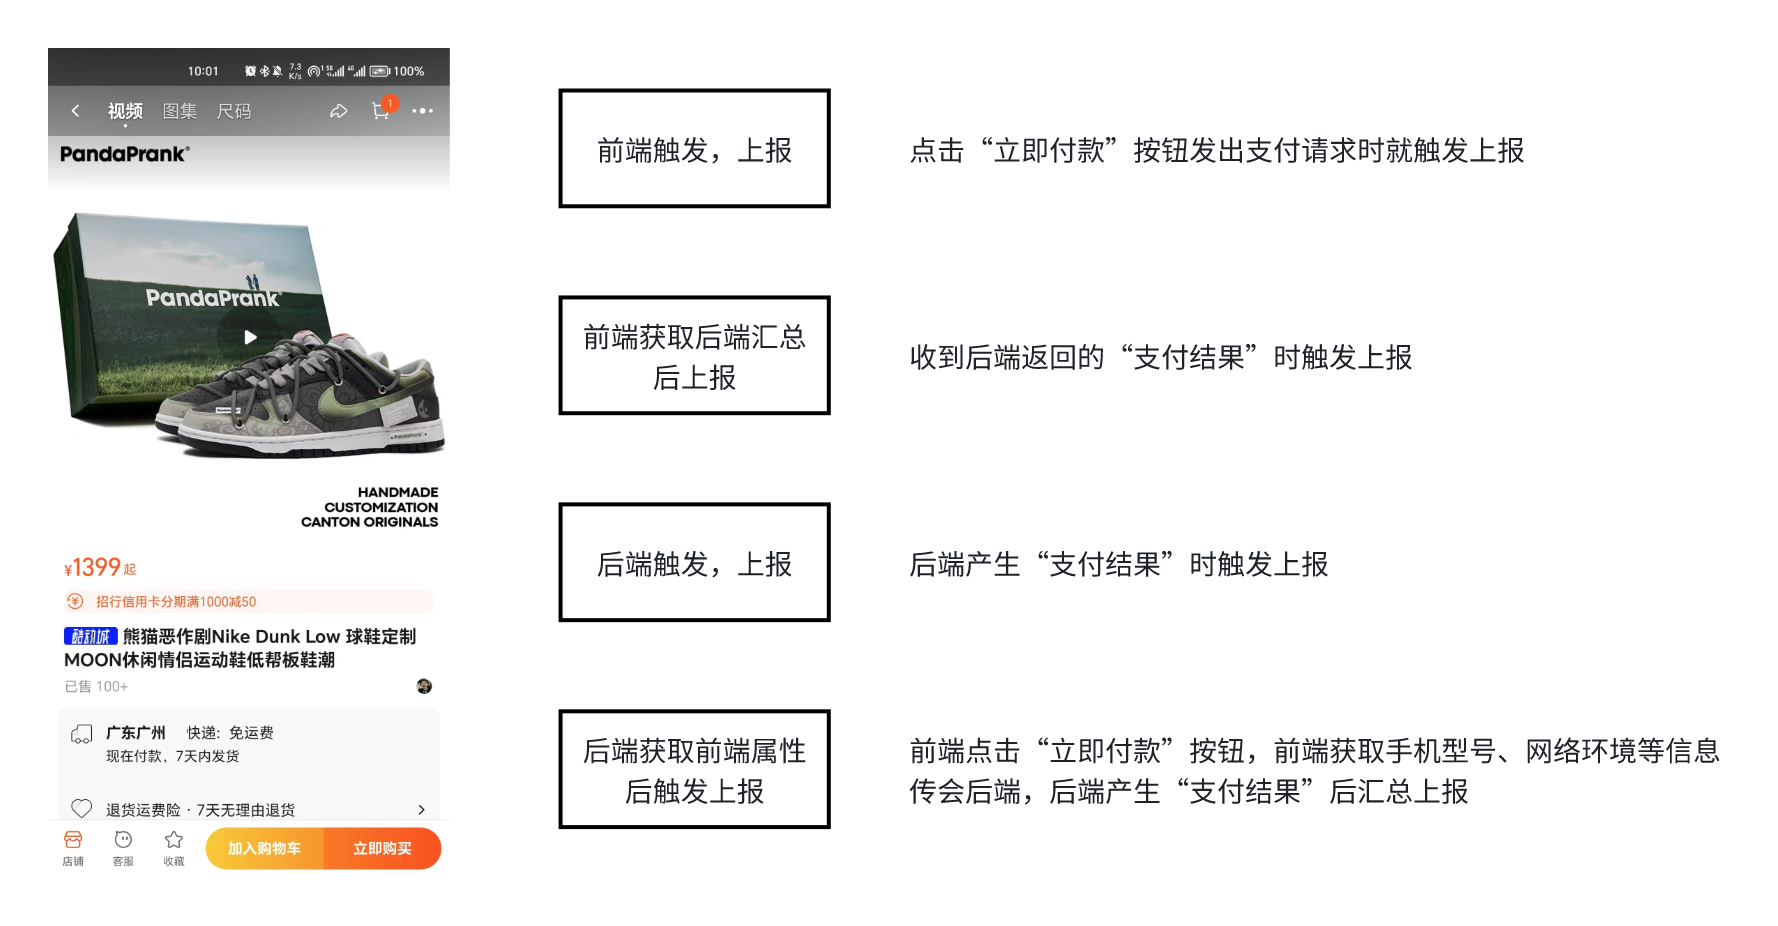 10:01
7.3
K/s
5G
4G
100%
视频 图集 尺码
1
PandaPrank®
PandaPrank
HANDMADE
CUSTOMIZATION
CANTON ORIGINALS
¥1399起
招行信用卡分期满1000减50
酷动城 熊猫恶作剧Nike Dunk Low 球鞋定制
MOON休闲情侣运动鞋低帮板鞋潮
已售 100+
广东广州 快递：免运费
现在付款，7天内发货
退货运费险 · 7天无理由退货
店铺 客服 收藏 加入购物车 立即购买
前端触发，上报
点击“立即付款”按钮发出支付请求时就触发上报
前端获取后端汇总
后上报
收到后端返回的“支付结果”时触发上报
后端触发，上报
后端产生“支付结果”时触发上报
后端获取前端属性
后触发上报
前端点击“立即付款”按钮，前端获取手机型号、网络环境等信息
传会后端，后端产生“支付结果”后汇总上报